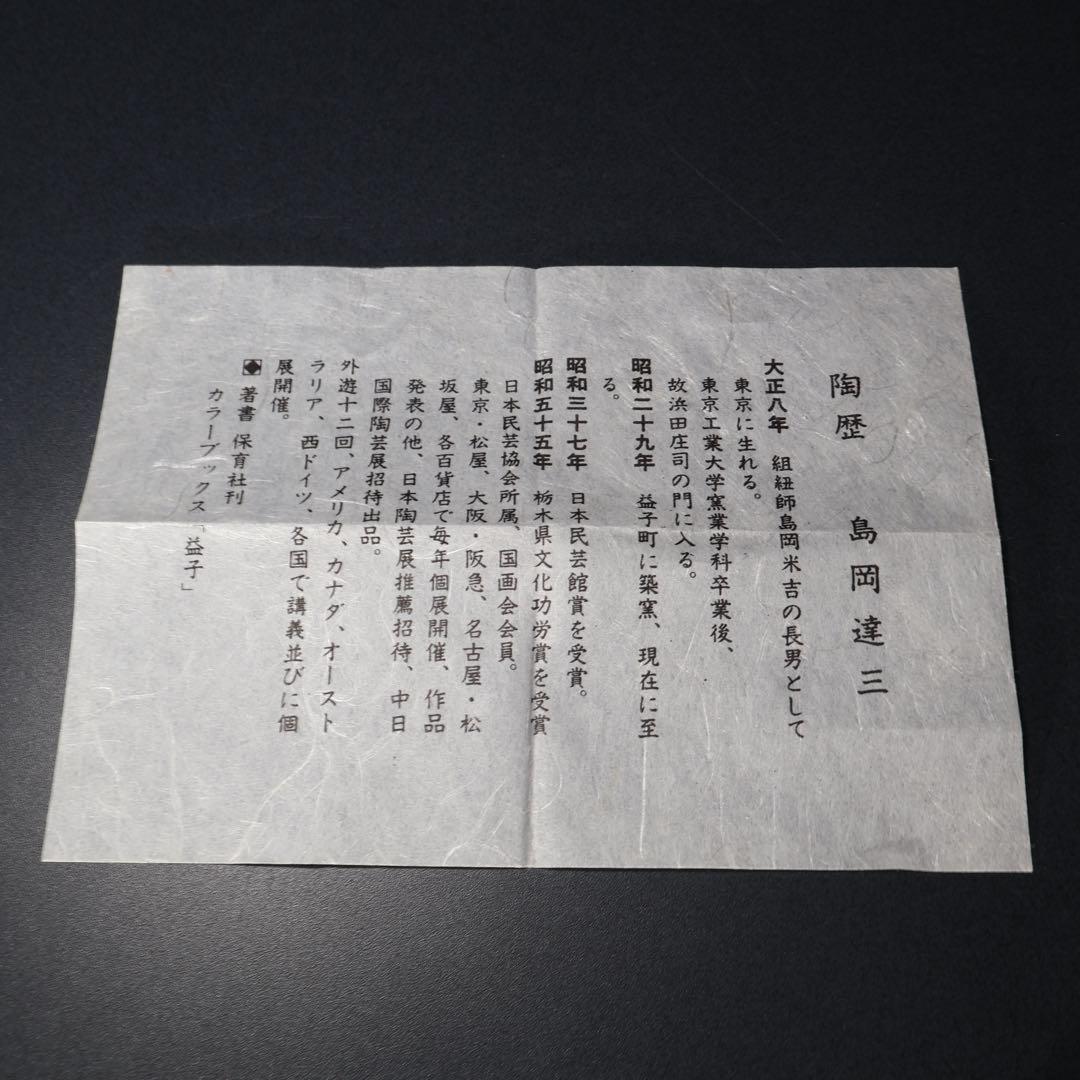 陶歴 島岡達三
大正八年 組紐師島岡米吉の長男として
東京に生れる。
東京工業大学窯業学科卒業後、
故浜田庄司の門に入る。
昭和二十九年 益子町に築窯、現在に至
る。
昭和三十七年 日本民芸館賞を受賞。
昭和五十五年 栃木県文化功労賞を受賞
日本民芸協会所属、国画会会員。
東京・松屋、大阪・阪急、名古屋・松
坂屋、各百貨店で毎年個展開催、作品
発表の他、日本陶芸展推薦招待、中日
国際陶芸展招待出品。
外遊十二回、アメリカ、カナダ、オースト
ラリア、西ドイツ、各国で講義並びに個
展開催。
◆著書 保育社刊
カラーブックス「益子」